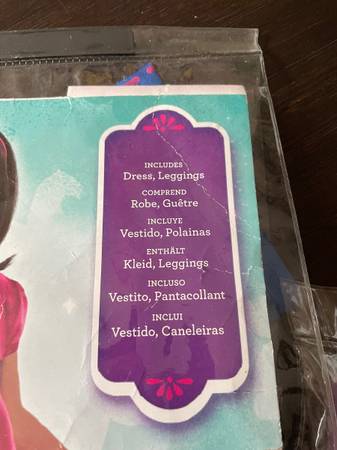 INCLUDES
Dress, Leggings
COMPREND
Robe, Guêtre
INCLUYE
Vestido, Polainas
ENTHÄLT
Kleid, Leggings
INCLUSO
Vestito, Pantacollant
INCLUI
Vestido, Caneleiras